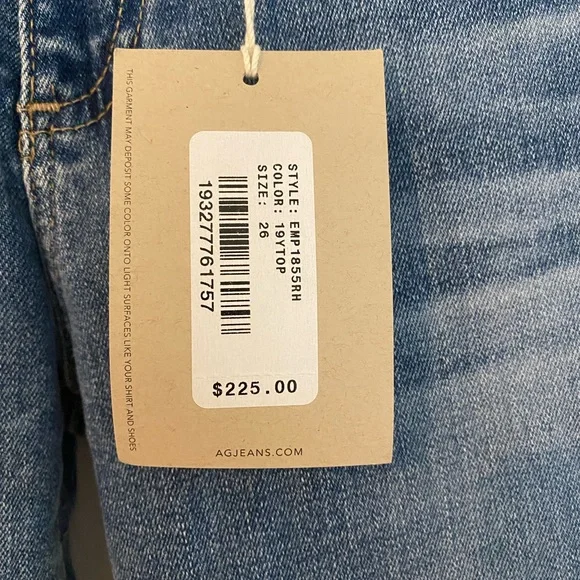 THIS GARMENT MAY DEPOSIT SOME COLOR ONTO LIGHT SURFACES LIKE YOUR SHIRT AND SHOES
STYLE: EMP1855RH
COLOR: 19YTOP
SIZE: 26
193277761757
$225.00
AGJEANS.COM